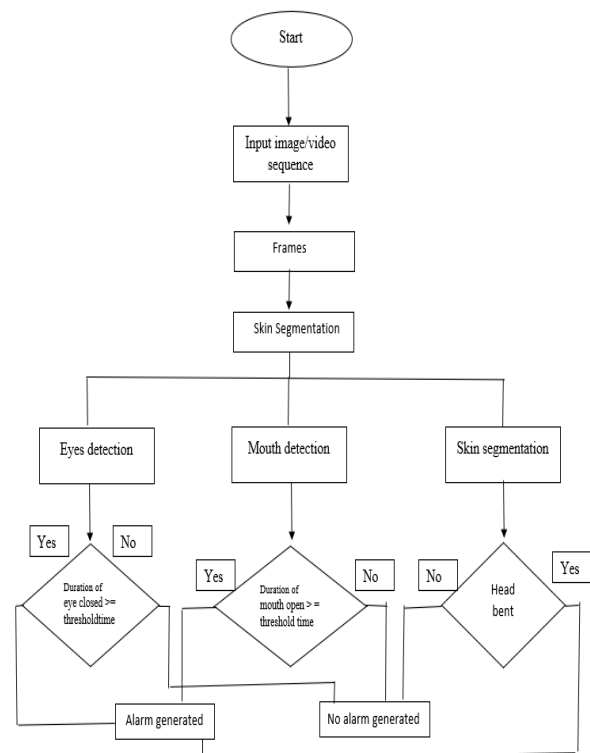 Start
Input image/video
sequence
Frames
Skin Segmentation
Eyes detection
Mouth detection
Skin segmentation
Yes
No
Duration of
eye closed >=
thresholdtime
Yes
No
Duration of
mouth open > =
threshold time
No
Yes
Head
bent
Alarm generated
No alarm generated